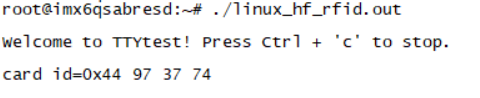 root@imx6qsabresd:~# ./linux_hf_rfid.out
Welcome to TTYtest! Press Ctrl + 'c' to stop.
card id=0x44 97 37 74